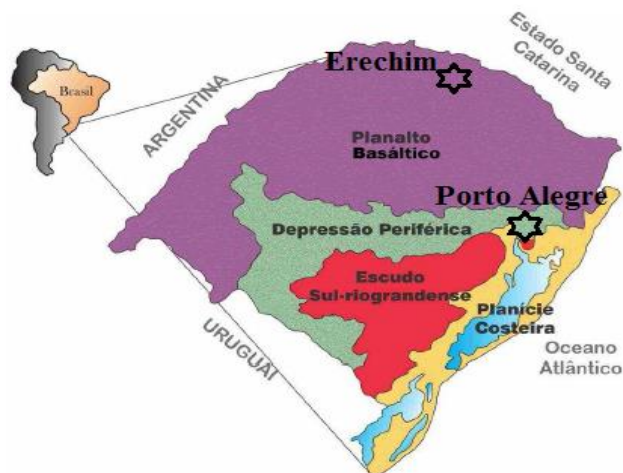 Estado Santa
Catarina
Erechim
Brasil
ARGENTINA
Planalto
Basáltico
Porto Alegre
Depressão Periférica
Escudo
Sul-riograndense
Planície
Costeira
URUGUAI
Oceano
Atlântico